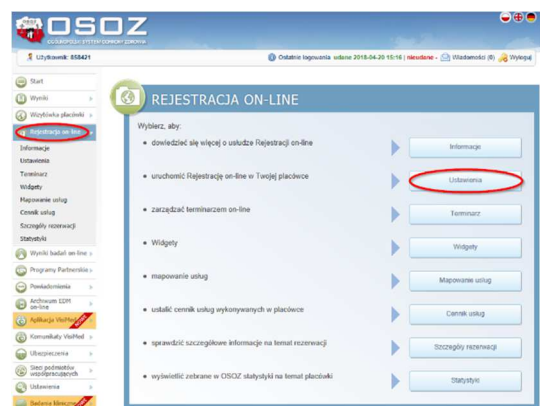 OSOZ
OGÓLNOPOLSKI SYSTEM OCHRONY ZDROWIA
Użytkownik: 858421
Ostatnie logowania udane 2018-04-20 15:16 | nieudane - Wiadomości (0) Wyloguj
Start
Wyniki
Wizytówka placówki
Rejestracja on-line
Informacje
Ustawienia
Terminarz
Widgety
Mapowanie usług
Cennik usług
Szczegóły rezerwacji
Statystyki
Wyniki badań on-line
Programy Partnerskie
Powiadomienia
Archiwum EDM on-line
Aplikacja VisiMed
Komunikaty VisiMed
Ubezpieczenia
Sieci podmiotów
współpracujących
Ustawienia
Badania kliniczne
REJESTRACJA ON-LINE
Wybierz, aby:
• dowiedzieć się więcej o usłudze Rejestracji on-line
Informacje
• uruchomić Rejestrację on-line w Twojej placówce
Ustawienia
• zarządzać terminarzem on-line
Terminarz
• Widgety
Widgety
• mapowanie usług
Mapowanie usług
• ustalić cennik usług wykonywanych w placówce
Cennik usług
• sprawdzić szczegółowe informacje na temat rezerwacji
Szczegóły rezerwacji
• wyświetlić zebrane w OSOZ statystyki na temat placówki
Statystyki